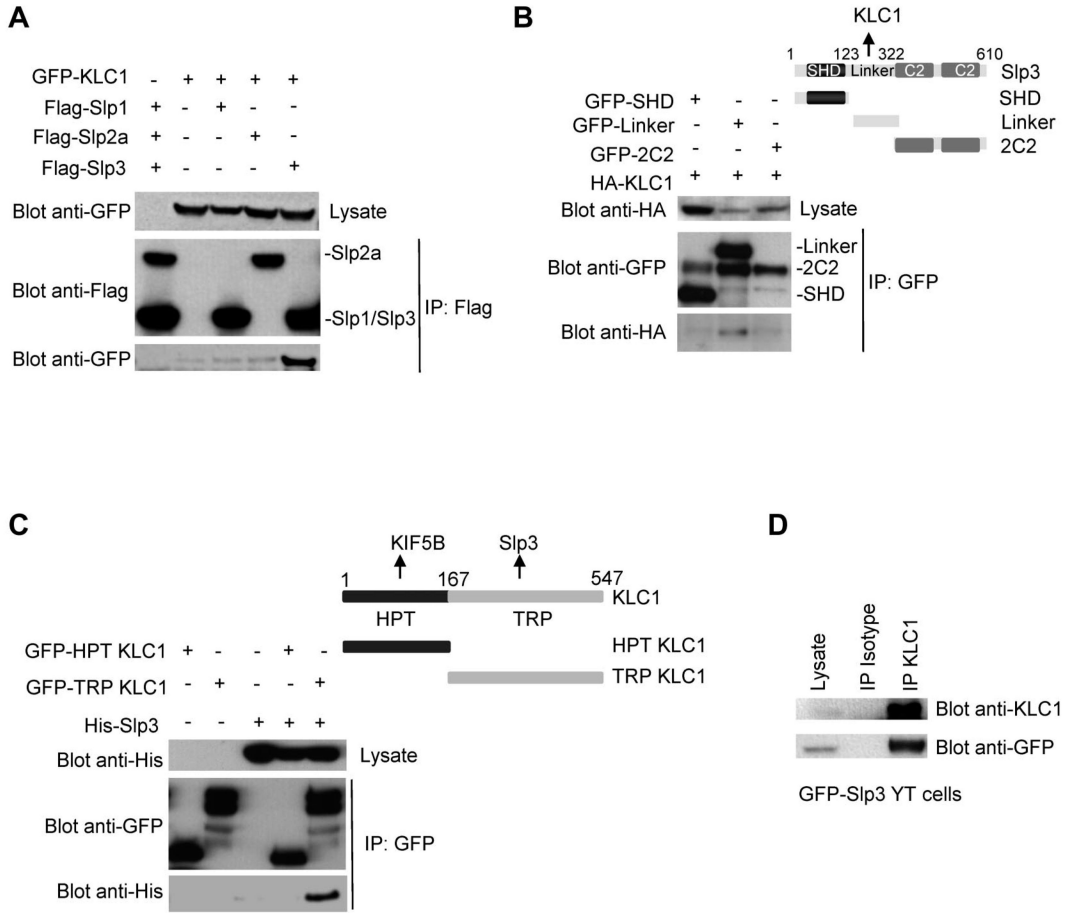 A
GFP-KLC1 - + + + +
Flag-Slp1 + - + - -
Flag-Slp2a + - - + -
Flag-Slp3 + - - - +
Blot anti-GFP Lysate
Blot anti-Flag -Slp2a
-Slp1/Slp3
IP: Flag
Blot anti-GFP
B
KLC1
1 123 322 610
SHD Linker C2 C2 Slp3
SHD
Linker
2C2
GFP-SHD + - -
GFP-Linker - + -
GFP-2C2 - - +
HA-KLC1 + + +
Blot anti-HA Lysate
Blot anti-GFP -Linker
-2C2
-SHD
IP: GFP
Blot anti-HA
C
KIF5B Slp3
1 167 547
KLC1
HPT TRP
HPT KLC1
TRP KLC1
GFP-HPT KLC1 + - - + -
GFP-TRP KLC1 - + - - +
His-Slp3 - - + + +
Blot anti-His Lysate
Blot anti-GFP
IP: GFP
Blot anti-His
D
Lysate
IP Isotype
IP KLC1
Blot anti-KLC1
Blot anti-GFP
GFP-Slp3 YT cells